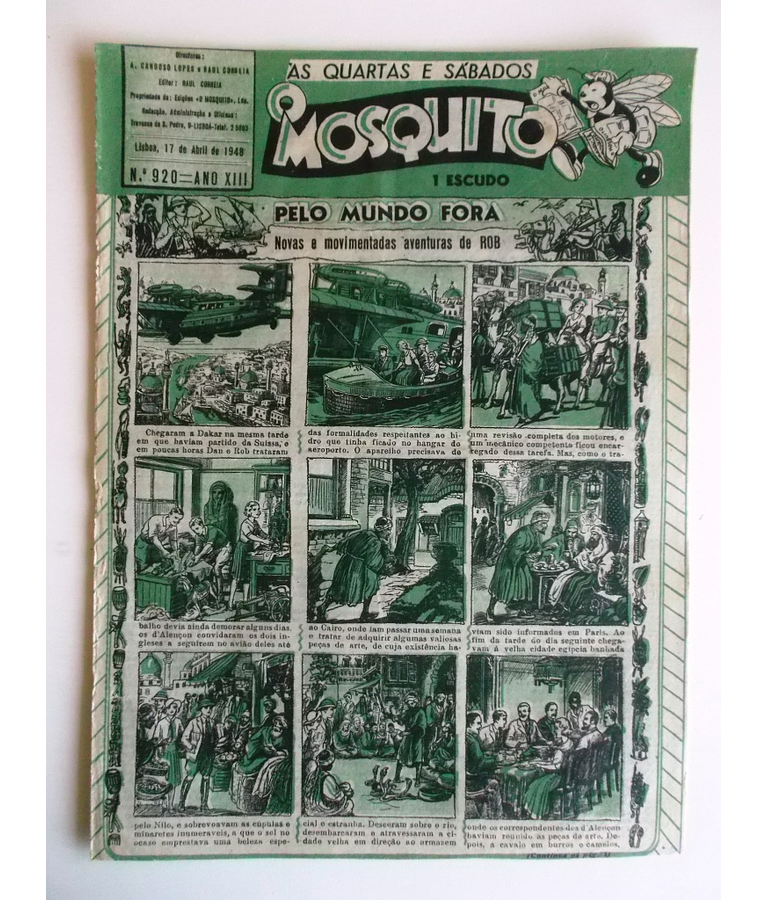 Directores :
A. CARDOSO LOPES e RAUL CORREIA
Editor : RAUL CORREIA
Propriedade da: Edições «O MOSQUITO», Lda.
Redacção, Administração e Oficinas :
Travessa de S. Pedro, 9-LISBOA-Telef.
Lisboa, 17 de Abril de 1948
N.º 920 = ANO XIII
ÀS QUARTAS E SÁBADOS
O MOSQUITO
1 ESCUDO
PELO MUNDO FORA
Novas e movimentadas aventuras de ROB
Chegaram a Dakar na mesma tarde
em que haviam partido da Suissa, e
em poucas horas Dan e Rob trataram
das formalidades respeitantes ao hi-
dro que tinha ficado no hangar do
aeroporto. O aparelho precisava de
uma revisão completa dos motores, e
um mecânico competente ficou encar-
regado dessa tarefa. Mas, como o tra-
balho devia ainda demorar alguns dias,
os d'Alençon convidaram os dois in-
gleses a seguirem no avião deles até
ao Cairo, onde iam passar uma semana
e tratar de adquirir algumas valiosas
peças de arte, de cuja existência ha-
viam sido informados em Paris. Ao
fim da tarde do dia seguinte chega-
vam à velha cidade egipcia banhada
pelo Nilo, e sobrevoavam as cúpulas e
minaretes inumeraveis, a que o sol no
ocaso emprestava uma beleza espe-
cial e estranha. Desceram sobre o rio,
desembarcaram e atravessaram a ci-
dade velha em direção ao armazem
onde os correspondentes dos d'Alençon
haviam reunido as peças de arte. De-
pois, a cavalo em burros e camelos,
(Continua na pág.